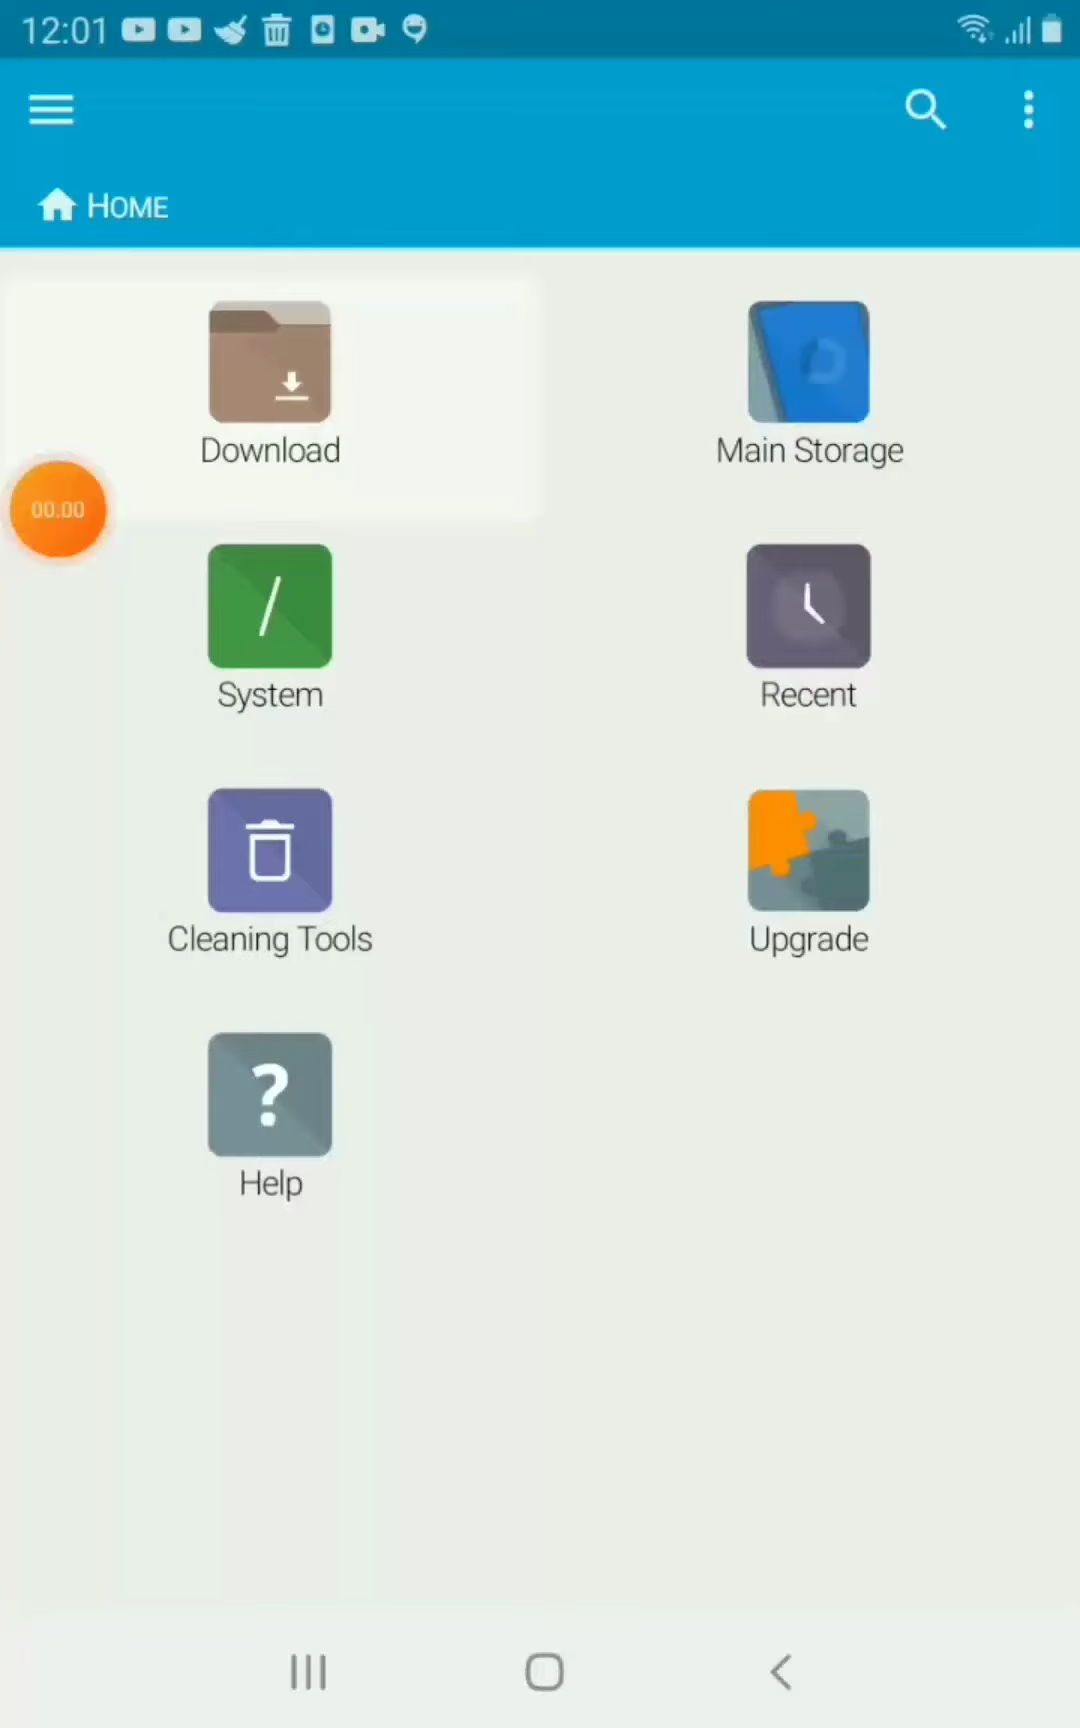 12:01
HOME
Download
Main Storage
00.00
/
System
Recent
Cleaning Tools
Upgrade
?
Help